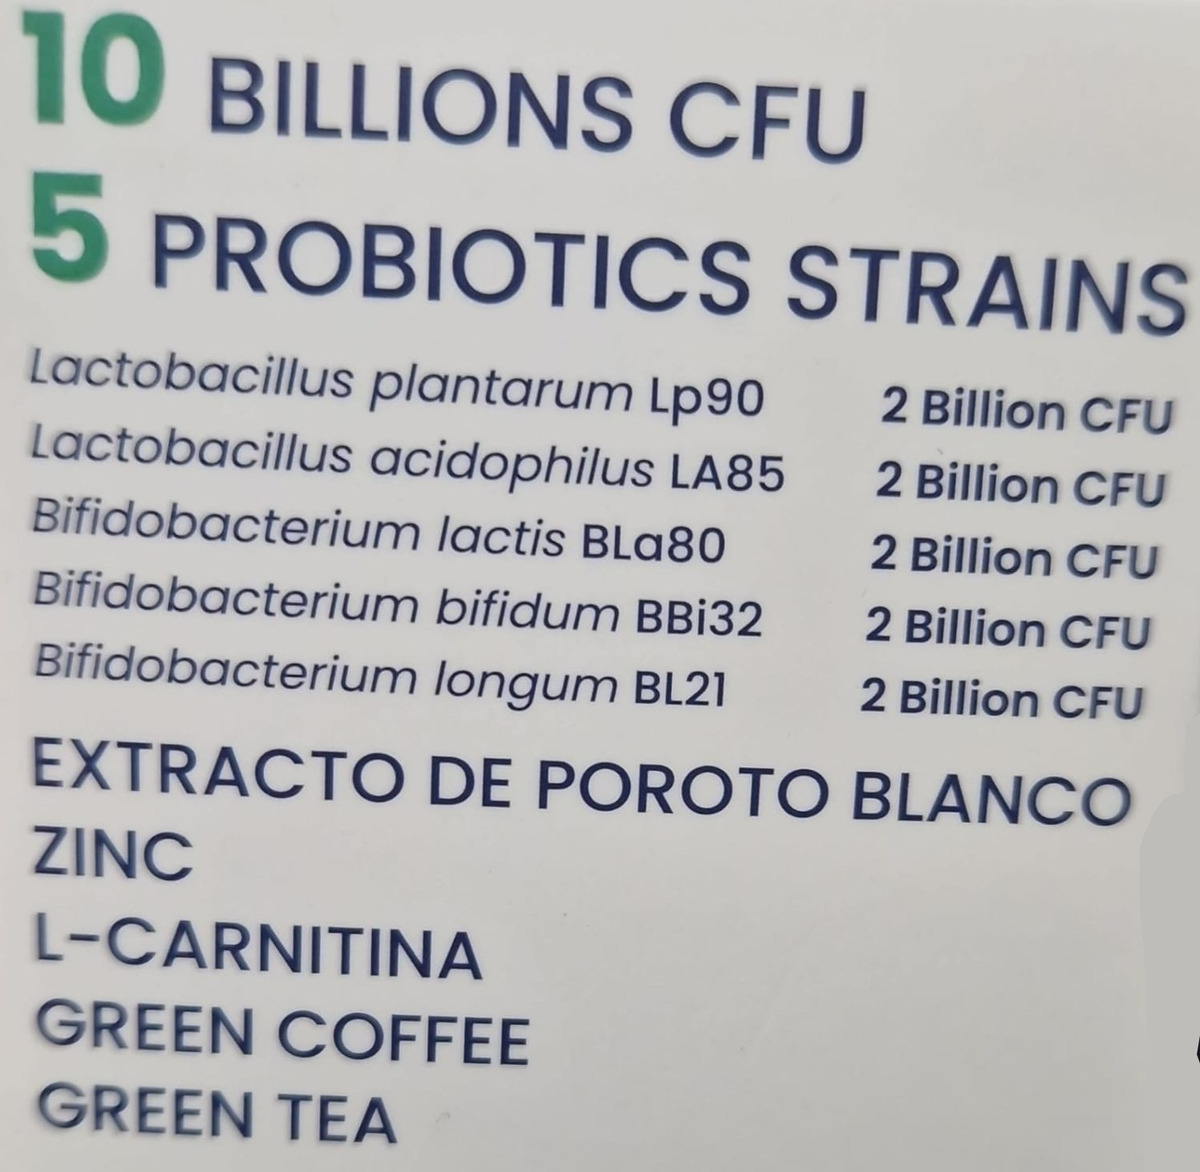 10 BILLIONS CFU
5 PROBIOTICS STRAINS
Lactobacillus plantarum Lp90 2 Billion CFU
Lactobacillus acidophilus LA85 2 Billion CFU
Bifidobacterium lactis BLa80 2 Billion CFU
Bifidobacterium bifidum BBi32 2 Billion CFU
Bifidobacterium longum BL21 2 Billion CFU
EXTRACTO DE POROTO BLANCO
ZINC
L-CARNITINA
GREEN COFFEE
GREEN TEA